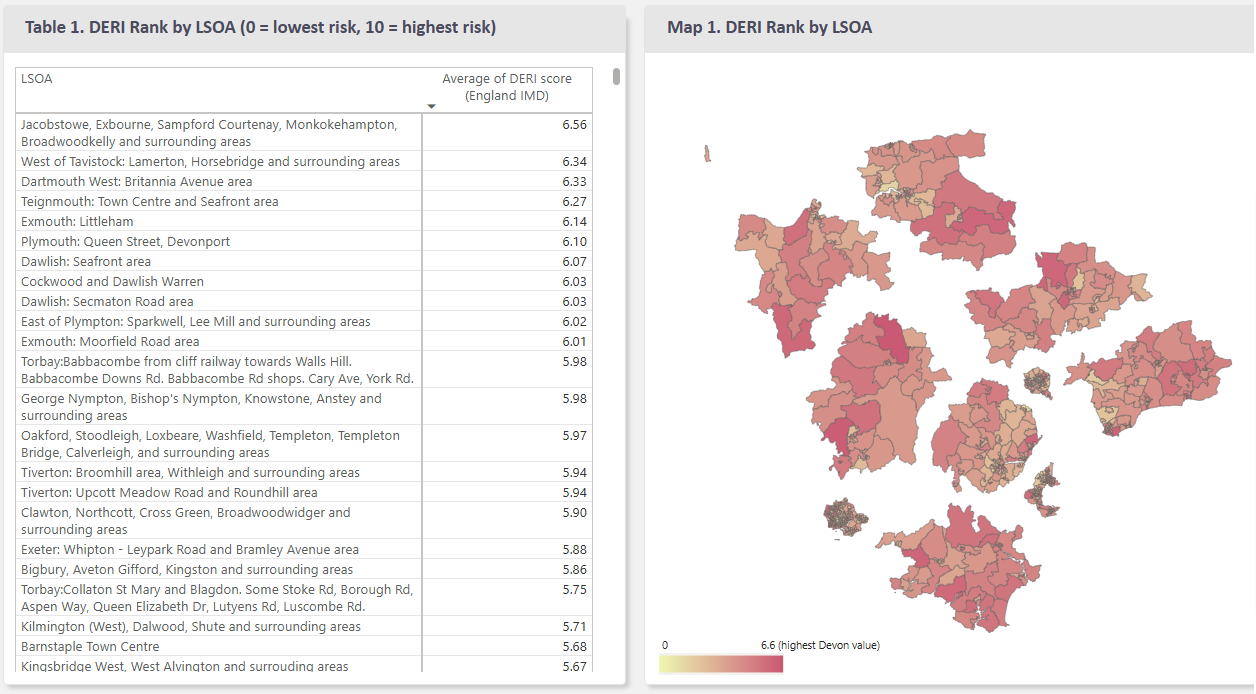 Table 1. DERI Rank by LSOA (0 = lowest risk, 10 = highest risk)
LSOA
Average of DERI score
(England IMD)
Jacobstowe, Exbourne, Sampford Courtenay, Monkokehampton,
Broadwoodkelly and surrounding areas
6.56
West of Tavistock: Lamerton, Horsebridge and surrounding areas 6.34
Dartmouth West: Britannia Avenue area 6.33
Teignmouth: Town Centre and Seafront area 6.27
Exmouth: Littleham 6.14
Plymouth: Queen Street, Devonport 6.10
Dawlish: Seafront area 6.07
Cockwood and Dawlish Warren 6.03
Dawlish: Secmaton Road area 6.03
East of Plympton: Sparkwell, Lee Mill and surrounding areas 6.02
Exmouth: Moorfield Road area 6.01
Torbay:Babbacombe from cliff railway towards Walls Hill. 5.98
Babbacombe Downs Rd. Babbacombe Rd shops. Cary Ave, York Rd.
George Nympton, Bishop's Nympton, Knowstone, Anstey and 5.98
surrounding areas
Oakford, Stoodleigh, Loxbeare, Washfield, Templeton, Templeton 5.97
Bridge, Calverleigh, and surrounding areas
Tiverton: Broomhill area, Withleigh and surrounding areas 5.94
Tiverton: Upcott Meadow Road and Roundhill area 5.94
Clawton, Northcott, Cross Green, Broadwoodwidger and 5.90
surrounding areas
Exeter: Whipton - Leypark Road and Bramley Avenue area 5.88
Bigbury, Aveton Gifford, Kingston and surrounding areas 5.86
Torbay:Collaton St Mary and Blagdon. Some Stoke Rd, Borough Rd, 5.75
Aspen Way, Queen Elizabeth Dr, Lutyens Rd, Luscombe Rd.
Kilmington (West), Dalwood, Shute and surrounding areas 5.71
Barnstaple Town Centre 5.68
Kingsbridge West, West Alvington and surrouding areas 5.67
Map 1. DERI Rank by LSOA
0 6.6 (highest Devon value)